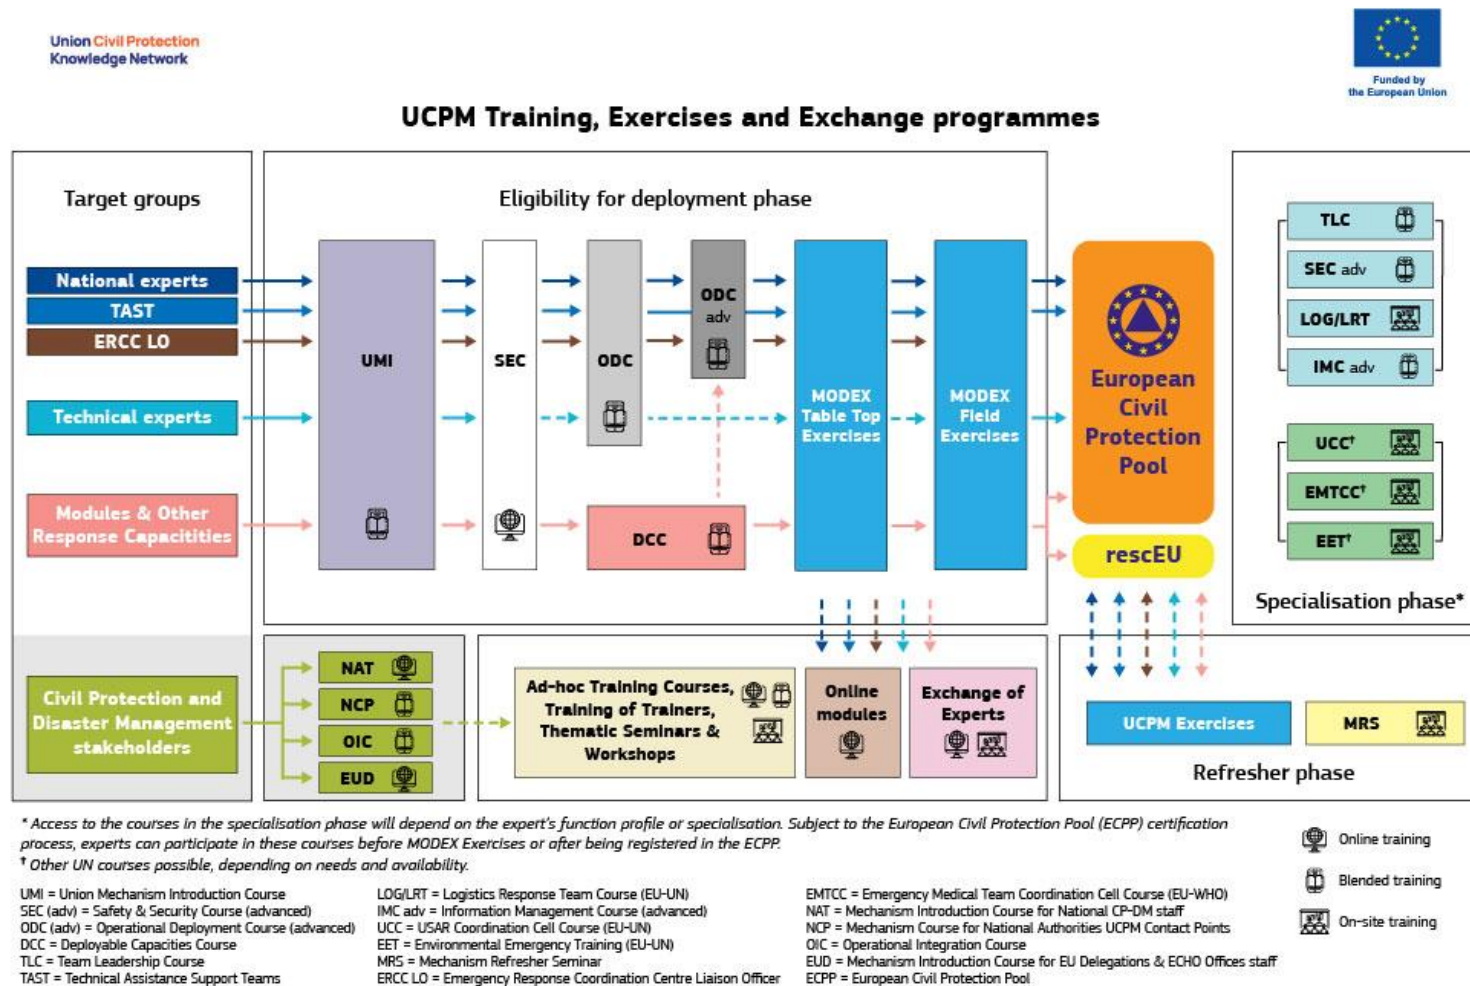 Union Civil Protection
Knowledge Network
Funded by
the European Union
UCPM Training, Exercises and Exchange programmes
Target groups
National experts
TAST
ERCC LO
Technical experts
Modules & Other
Response Capacitities
Civil Protection and
Disaster Management
stakeholders
Eligibility for deployment phase
UMI
SEC
ODC
ODC
adv
DCC
MODEX
Table Top
Exercises
MODEX
Field
Exercises
European
Civil
Protection
Pool
rescEU
TLC
SEC adv
LOG/LRT
IMC adv
UCC†
EMTCC†
EET†
Specialisation phase*
NAT
NCP
OIC
EUD
Ad-hoc Training Courses,
Training of Trainers,
Thematic Seminars &
Workshops
Online
modules
Exchange of
Experts
UCPM Exercises
MRS
Refresher phase
* Access to the courses in the specialisation phase will depend on the expert's function profile or specialisation. Subject to the European Civil Protection Pool (ECPP) certification
process, experts can participate in these courses before MODEX Exercises or after being registered in the ECPP.
† Other UN courses possible, depending on needs and availability.
UMI = Union Mechanism Introduction Course
SEC (adv) = Safety & Security Course (advanced)
ODC (adv) = Operational Deployment Course (advanced)
DCC = Deployable Capacities Course
TLC = Team Leadership Course
TAST = Technical Assistance Support Teams
LOG/LRT = Logistics Response Team Course (EU-UN)
IMC adv = Information Management Course (advanced)
UCC = USAR Coordination Cell Course (EU-UN)
EET = Environmental Emergency Training (EU-UN)
MRS = Mechanism Refresher Seminar
ERCC LO = Emergency Response Coordination Centre Liaison Officer
EMTCC = Emergency Medical Team Coordination Cell Course (EU-WHO)
NAT = Mechanism Introduction Course for National CP-DM staff
NCP = Mechanism Course for National Authorities UCPM Contact Points
OIC = Operational Integration Course
EUD = Mechanism Introduction Course for EU Delegations & ECHO Offices staff
ECPP = European Civil Protection Pool
Online training
Blended training
On-site training